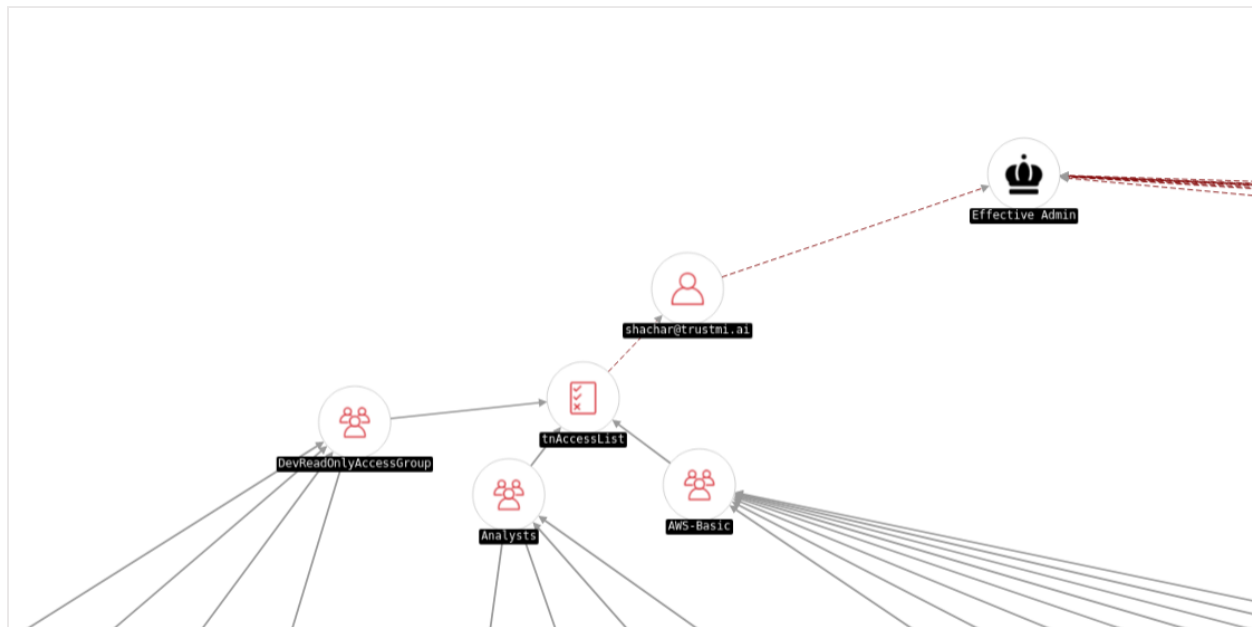 Effective Admin
shachar@trustmi.ai
tnAccessList
DevReadOnlyAccessGroup
Analysts
AWS-Basic